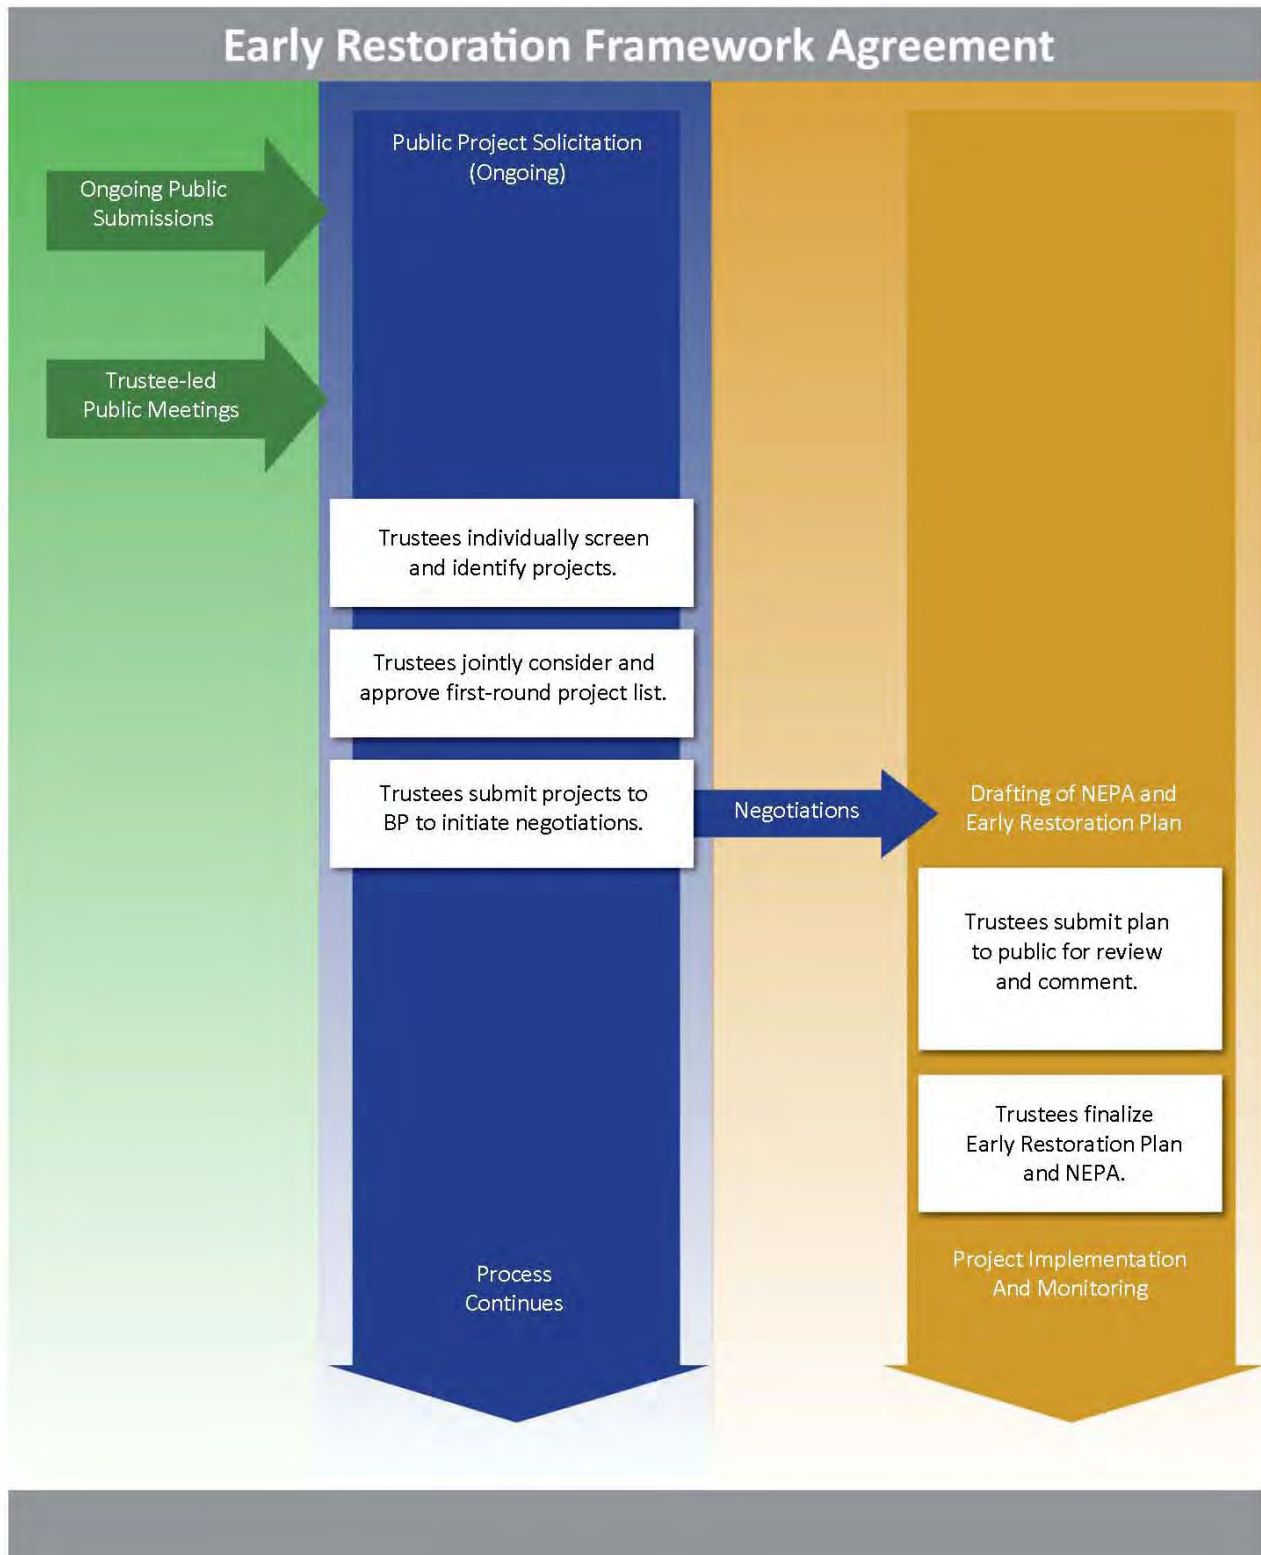 Early Restoration Framework Agreement
Public Project Solicitation
(Ongoing)
Ongoing Public
Submissions
Trustee-led
Public Meetings
Trustees individually screen
and identify projects.
Trustees jointly consider and
approve first-round project list.
Trustees submit projects to
BP to initiate negotiations.
Negotiations
Drafting of NEPA and
Early Restoration Plan
Trustees submit plan
to public for review
and comment.
Trustees finalize
Early Restoration Plan
and NEPA.
Process
Continues
Project Implementation
And Monitoring